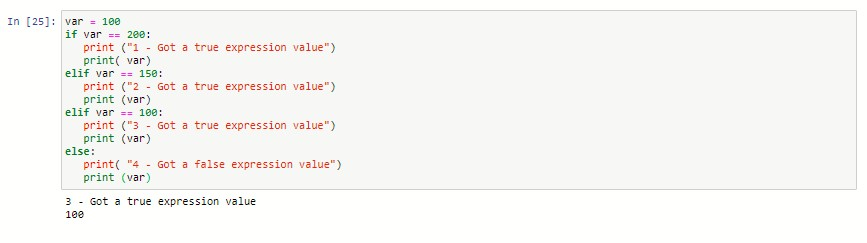 In [25]: var = 100
if var == 200:
   print ("1 - Got a true expression value")
   print( var)
elif var == 150:
   print ("2 - Got a true expression value")
   print (var)
elif var == 100:
   print ("3 - Got a true expression value")
   print (var)
else:
   print( "4 - Got a false expression value")
   print (var)
3 - Got a true expression value
100